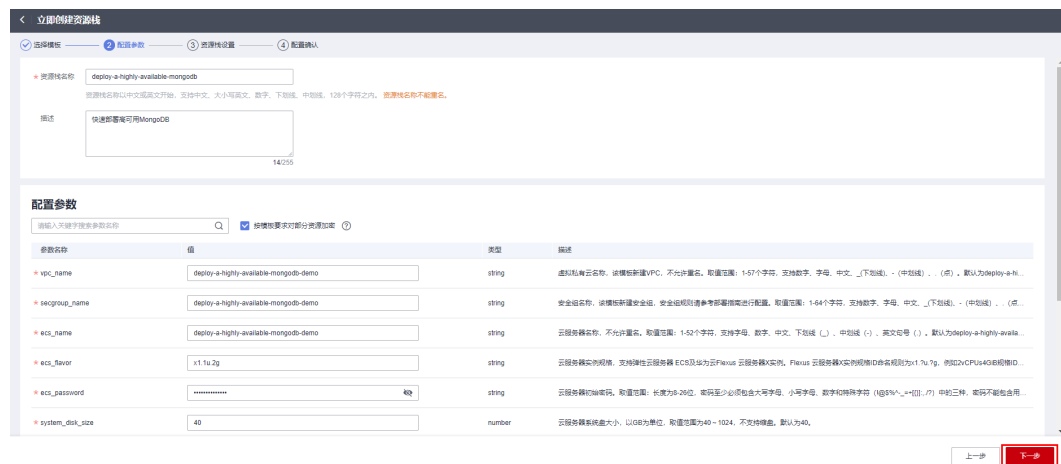 < 立即创建资源栈
选择模板 2 配置参数 3 资源栈设置 4 配置确认
* 资源栈名称 deploy-a-highly-available-mongodb
资源栈名称以中文或英文开始，支持中文、大小写英文、数字、下划线、中划线，128个字符之内。 资源栈名称不能重名。
描述 快速部署高可用MongoDB
14/255
配置参数
请输入关键字搜索参数名称 按模板要求对部分资源加密 ?
参数名称 值 类型 描述
* vpc_name deploy-a-highly-available-mongodb-demo string 虚拟私有云名称，该模板新建VPC，不允许重名。取值范围：1-57个字符，支持数字、字母、中文、_(下划线)、-（中划线）、.（点）。默认为deploy-a-hi...
* secgroup_name deploy-a-highly-available-mongodb-demo string 安全组名称，该模板新建安全组，安全组规则请参考部署指南进行配置。取值范围：1-64个字符，支持数字、字母、中文、_(下划线)、-（中划线）、.（点...
* ecs_name deploy-a-highly-available-mongodb-demo string 云服务器名称，不允许重名。取值范围：1-52个字符，支持字母、数字、中文、下划线（_）、中划线（-）、英文句号（.）。默认为deploy-a-highly-availa...
* ecs_flavor x1.1u.2g string 云服务器实例规格，支持弹性云服务器 ECS及华为云Flexus 云服务器X实例。Flexus 云服务器X实例规格ID命名规则为x1.?u.?g，例如2vCPUs4GiB规格ID...
* ecs_password •••••••••••••• string 云服务器初始密码。取值范围：长度为8-26位，密码至少必须包含大写字母、小写字母、数字和特殊字符（!@$%^-_=+[{}]:,./?）中的三种，密码不能包含用...
* system_disk_size 40 number 云服务器系统盘大小，以GB为单位，取值范围为40～1024，不支持缩盘。默认为40。
上一步 下一步